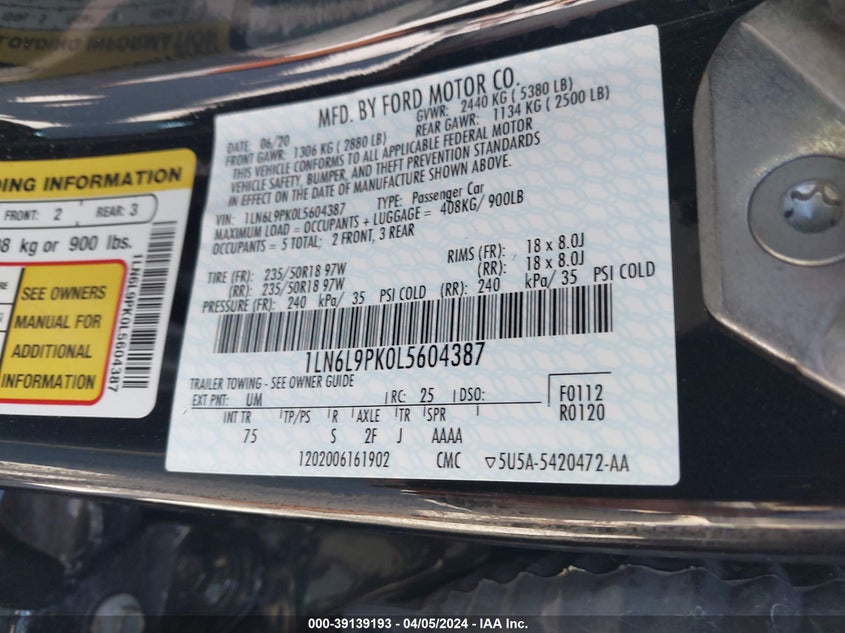 LOADING INFORMATION
DING INFORMATION
FRONT: 2 REAR: 3
8 kg or 900 lbs.
SEE OWNERS
MANUAL FOR
ADDITIONAL
INFORMATION
1LN6L9PK0L5604387
MFD. BY FORD MOTOR CO.
DATE: 06/20 GVWR: 2440 KG ( 5380 LB)
FRONT GAWR: 1306 KG ( 2880 LB) REAR GAWR: 1134 KG ( 2500 LB)
THIS VEHICLE CONFORMS TO ALL APPLICABLE FEDERAL MOTOR
VEHICLE SAFETY, BUMPER, AND THEFT PREVENTION STANDARDS
IN EFFECT ON THE DATE OF MANUFACTURE SHOWN ABOVE.
VIN: 1LN6L9PK0L5604387 TYPE: Passenger Car
MAXIMUM LOAD = OCCUPANTS + LUGGAGE = 408KG/ 900LB
OCCUPANTS = 5 TOTAL; 2 FRONT, 3 REAR
TIRE (FR): 235/50R18 97W RIMS (FR): 18 x 8.0J
(RR): 235/50R18 97W (RR): 18 x 8.0J
PRESSURE (FR): 240 kPa/ 35 PSI COLD (RR): 240 kPa/ 35 PSI COLD
1LN6L9PK0L5604387
TRAILER TOWING - SEE OWNER GUIDE
EXT PNT: UM RC: 25 DSO: F0112
R0120
INT TR TP/PS R AXLE TR SPR
75 S 2F J AAAA
1202006161902 CMC ▽5U5A-5420472-AA
000-39139193 - 04/05/2024 - IAA Inc.